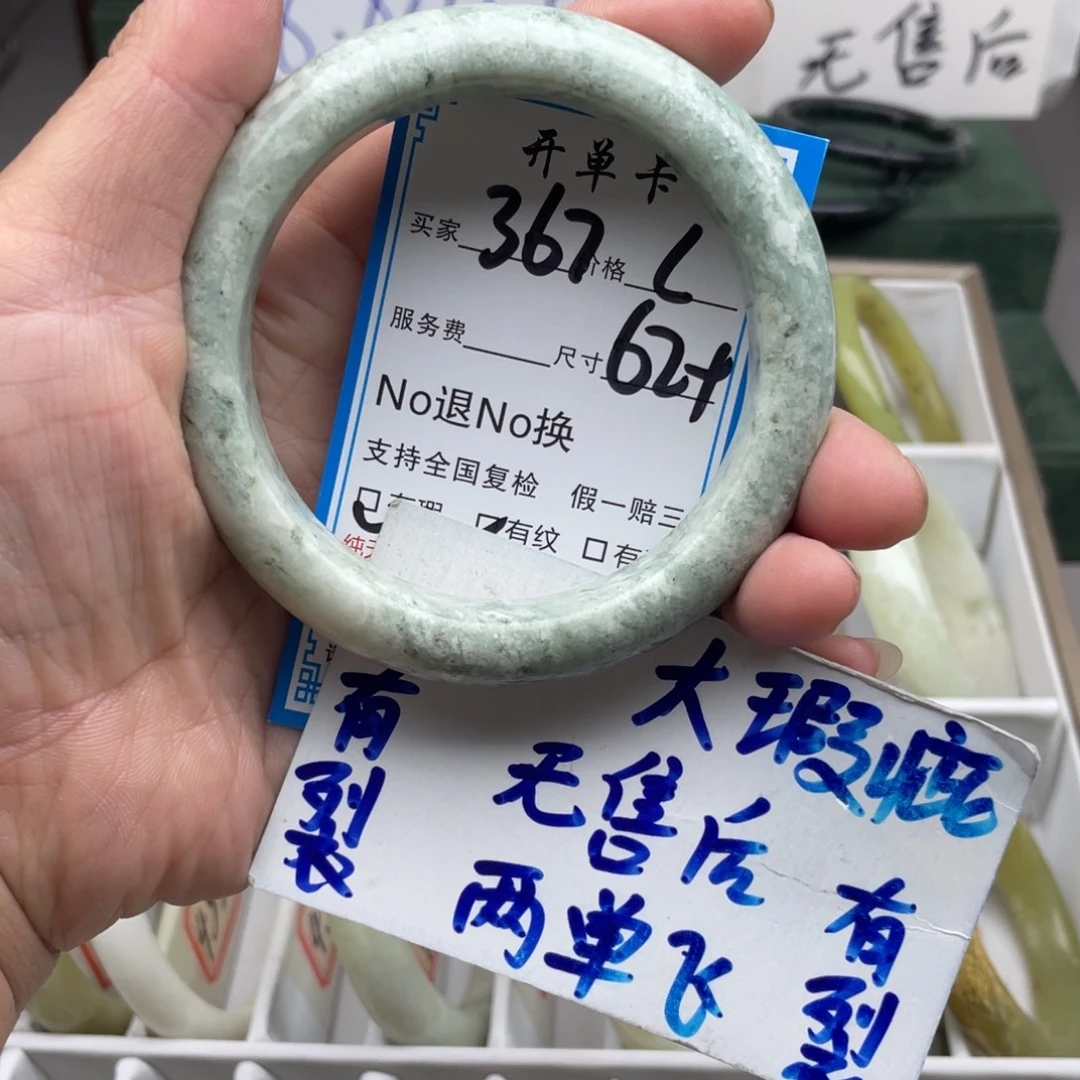 无售后
开单卡
买家 367 价格 L
服务费 尺寸 62+
No退No换
支持全国复检 假一赔三
有纹 有
纯天
大瑕疵
有裂
无售后
两单飞
有裂